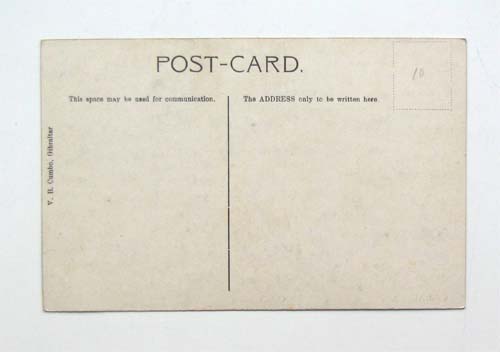 POST-CARD.
10
This space may be used for communication.
The ADDRESS only to be written here.
V. B. Cumbo, Gibraltar